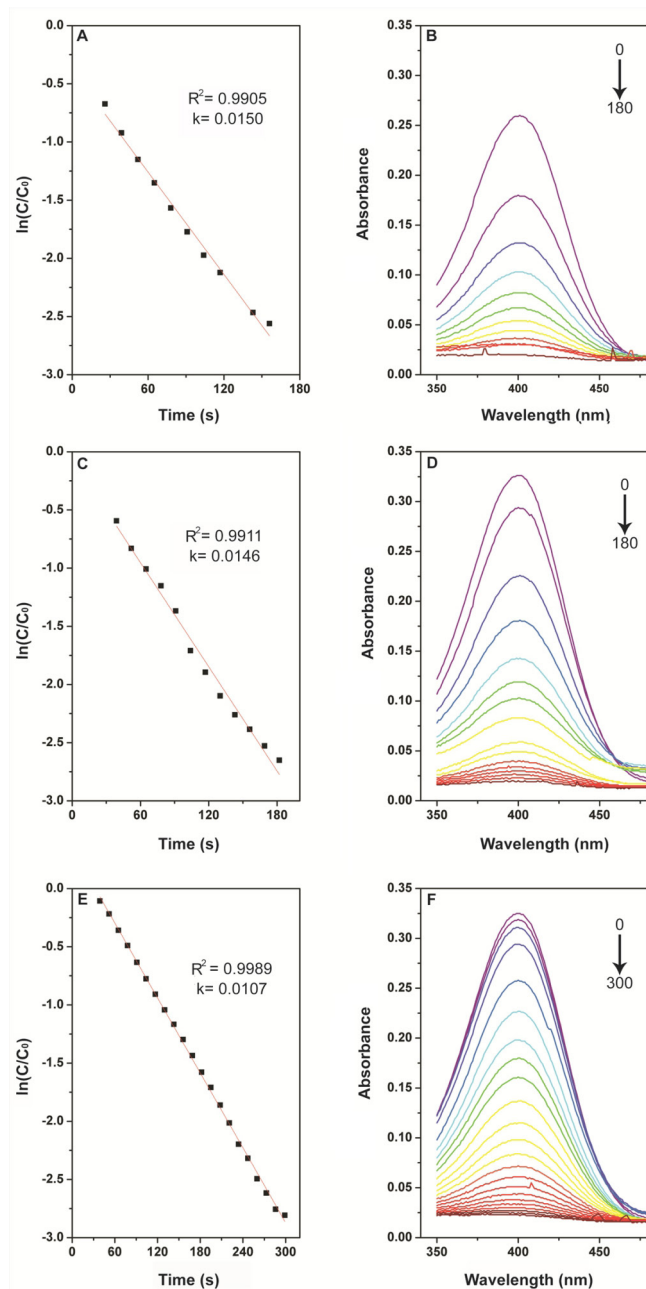 A
R²= 0.9905
k= 0.0150
ln(C/C₀)
0.0
-0.5
-1.0
-1.5
-2.0
-2.5
-3.0
0 60 120 180
Time (s)
B
0
180
Absorbance
0.35
0.30
0.25
0.20
0.15
0.10
0.05
0.025
0.00
350 400 450
Wavelength (nm)
C
R²= 0.9911
k= 0.0146
ln(C/C₀)
0.0
-0.5
-1.0
-1.5
-2.0
-2.5
-3.0
0 60 120 180
Time (s)
D
0
180
Absorbance
0.35
0.30
0.25
0.20
0.15
0.10
0.05
0.00
350 400 450
Wavelength (nm)
E
R²= 0.9989
k= 0.0107
ln(C/C₀)
0.0
-0.5
-1.0
-1.5
-2.0
-2.5
-3.0
0 60 120 180 240 300
Time (s)
F
0
300
Absorbance
0.35
0.30
0.25
0.20
0.15
0.10
0.05
0.00
350 400 450
Wavelength (nm)